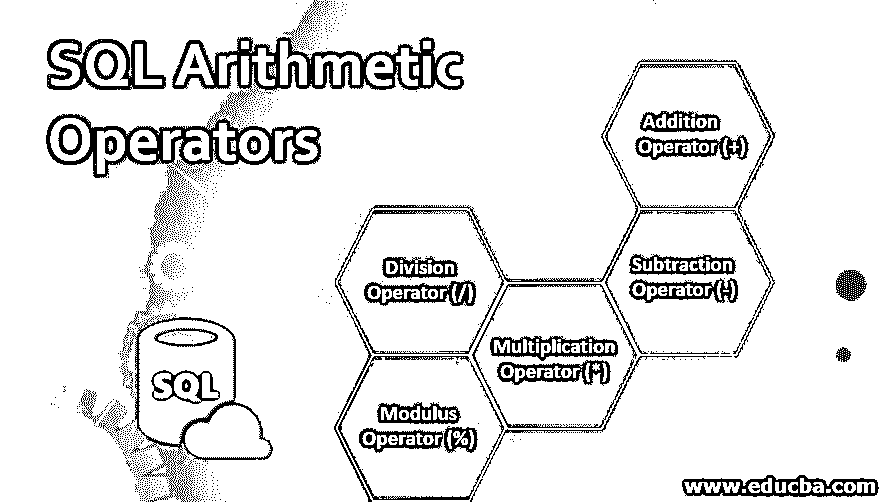 SQL Arithmetic
Operators
Addition
Operator (+)
Division
Operator (/)
Subtraction
Operator (-)
Multiplication
Operator (*)
Modulus
Operator (%)
SQL
www.educba.com